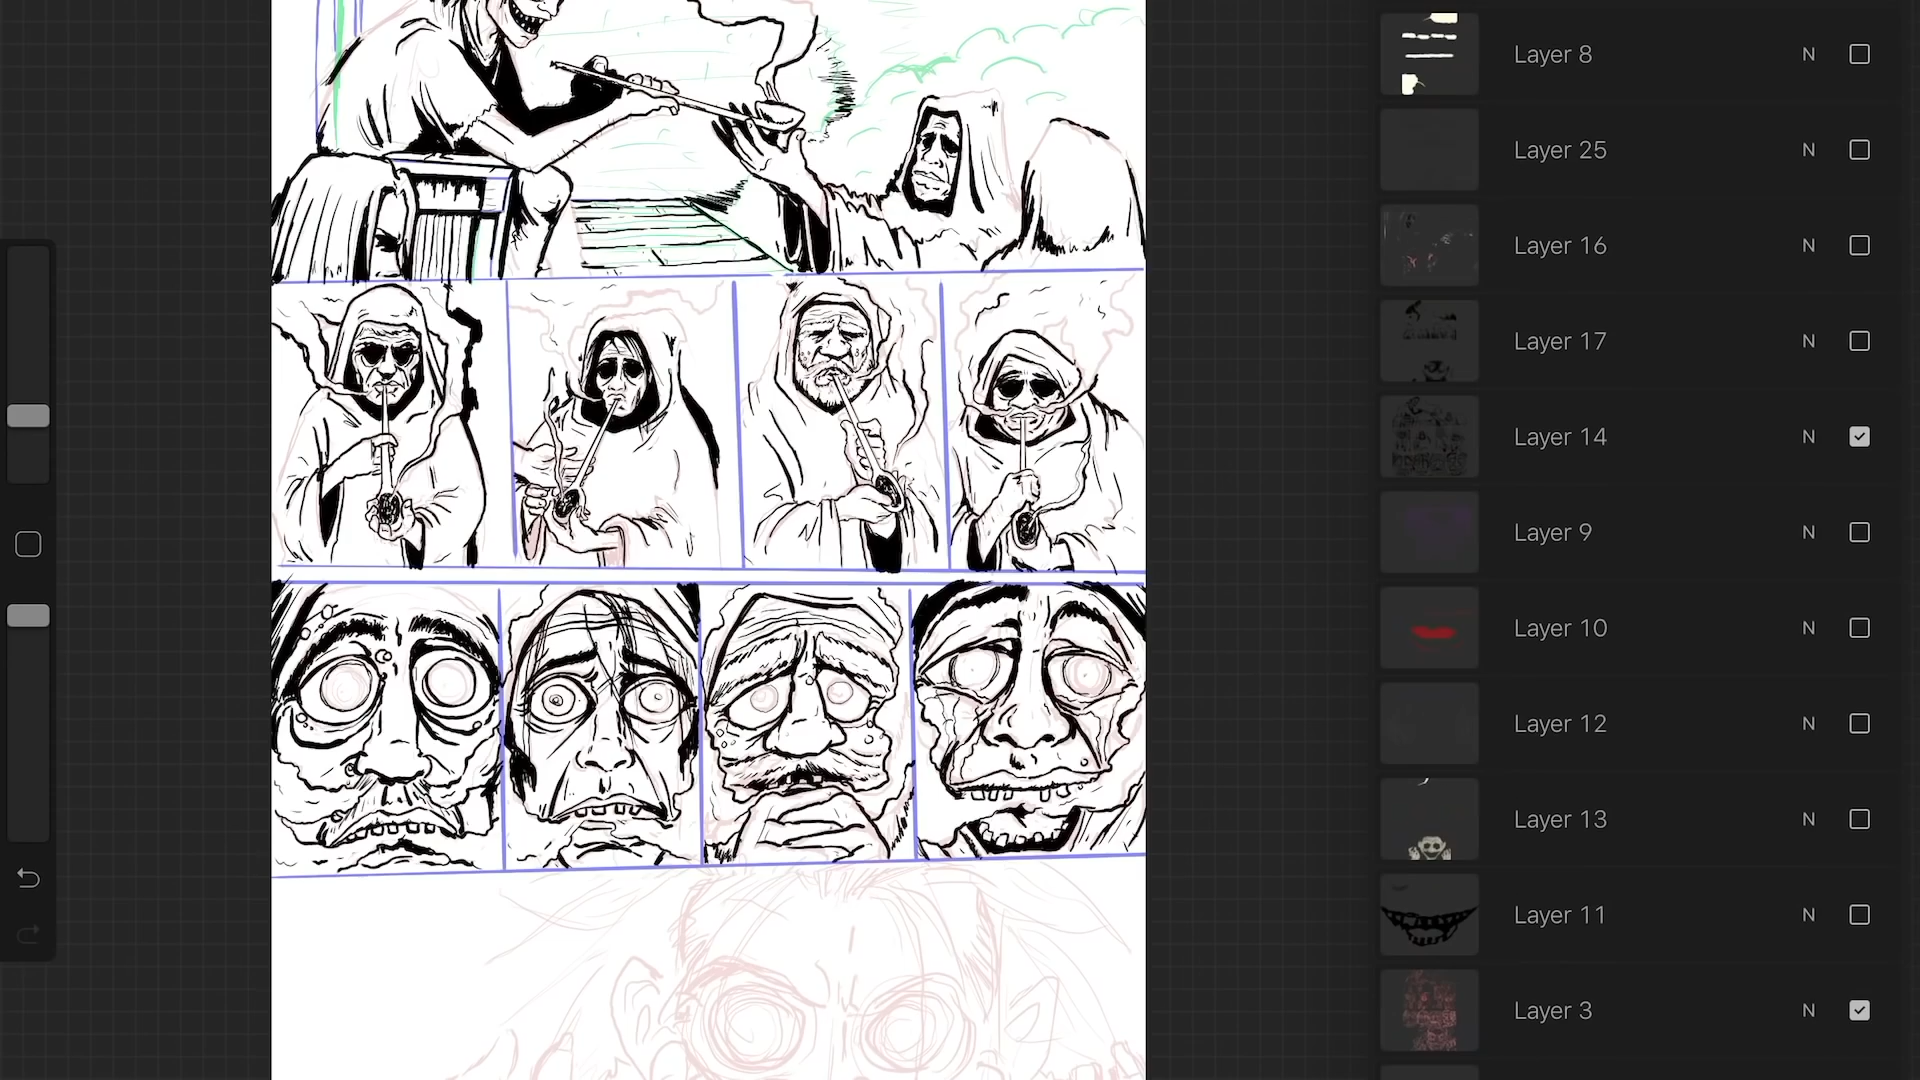 Layer 8 N
Layer 25 N
Layer 16 N
Layer 17 N
Layer 14 N
Layer 9 N
Layer 10 N
Layer 12 N
Layer 13 N
Layer 11 N
Layer 3 N